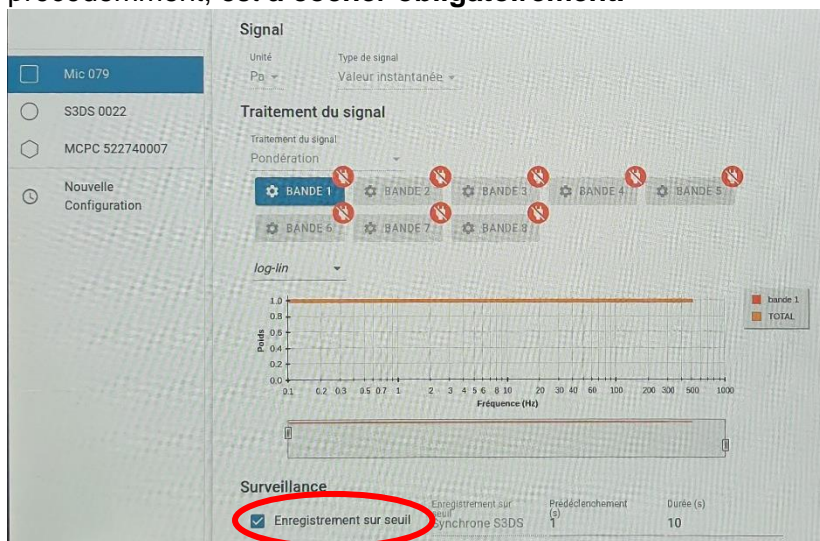 précédemment, est à cocher obligatoirement.
Signal
Unité
Type de signal
Pa
Valeur instantanée
Mic 079
S3DS 0022
MCPC 522740007
Nouvelle
Configuration
Traitement du signal
Traitement du signal
Pondération
BANDE 1
BANDE 2
BANDE 3
BANDE 4
BANDE 5
BANDE 6
BANDE 7
BANDE 8
log-lin
1.0
0.8
0.6
0.4
0.2
0.0
Poids
0.1 0.2 0.3 0.5 0.7 1 2 3 4 5 6 8 10 20 30 40 60 100 200 300 500 1000
Fréquence (Hz)
bande 1
TOTAL
Surveillance
Enregistrement sur seuil
Enregistrement sur
seuil
Synchrone S3DS
Prédéclenchement
(s)
1
Durée (s)
10